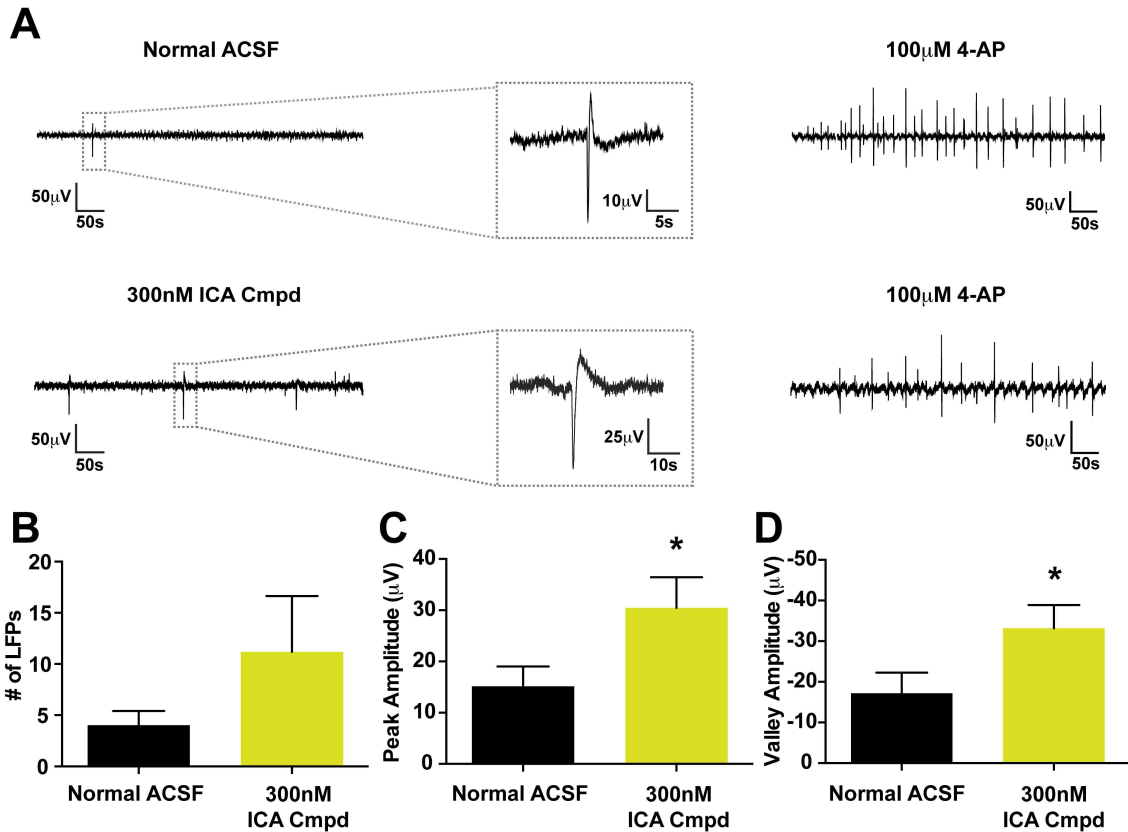 A
Normal ACSF
100μM 4-AP
50μV
50s
10μV
5s
50μV
50s
300nM ICA Cmpd
100μM 4-AP
50μV
50s
25μV
10s
50μV
50s
B
# of LFPs
20
15
10
5
0
Normal ACSF
300nM
ICA Cmpd
C
Peak Amplitude (μV)
40
30
20
10
0
Normal ACSF
*
300nM
ICA Cmpd
D
Valley Amplitude (μV)
-50
-40
-30
-20
-10
0
Normal ACSF
*
300nM
ICA Cmpd